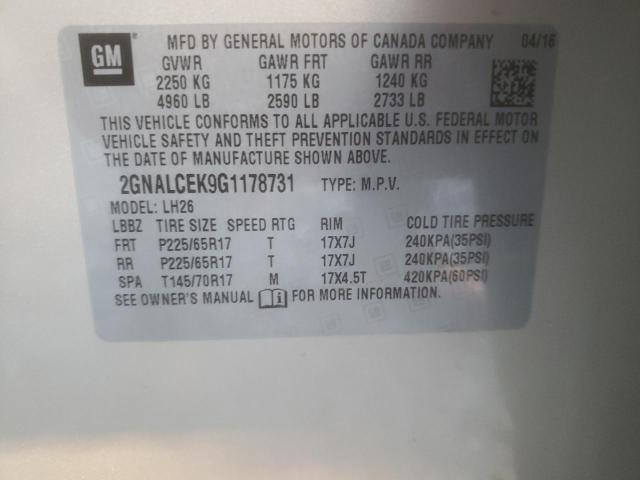 GM
MFD BY GENERAL MOTORS OF CANADA COMPANY 04/16
GVWR GAWR FRT GAWR RR
2250 KG 1175 KG 1240 KG
4960 LB 2590 LB 2733 LB
THIS VEHICLE CONFORMS TO ALL APPLICABLE U.S. FEDERAL MOTOR
VEHICLE SAFETY AND THEFT PREVENTION STANDARDS IN EFFECT ON
THE DATE OF MANUFACTURE SHOWN ABOVE.
2GNALCEK9G1178731 TYPE: M.P.V.
MODEL: LH26
LBBZ TIRE SIZE SPEED RTG RIM COLD TIRE PRESSURE
FRT P225/65R17 T 17X7J 240KPA(35PSI)
RR P225/65R17 T 17X7J 240KPA(35PSI)
SPA T145/70R17 M 17X4.5T 420KPA(60PSI)
SEE OWNER'S MANUAL FOR MORE INFORMATION.